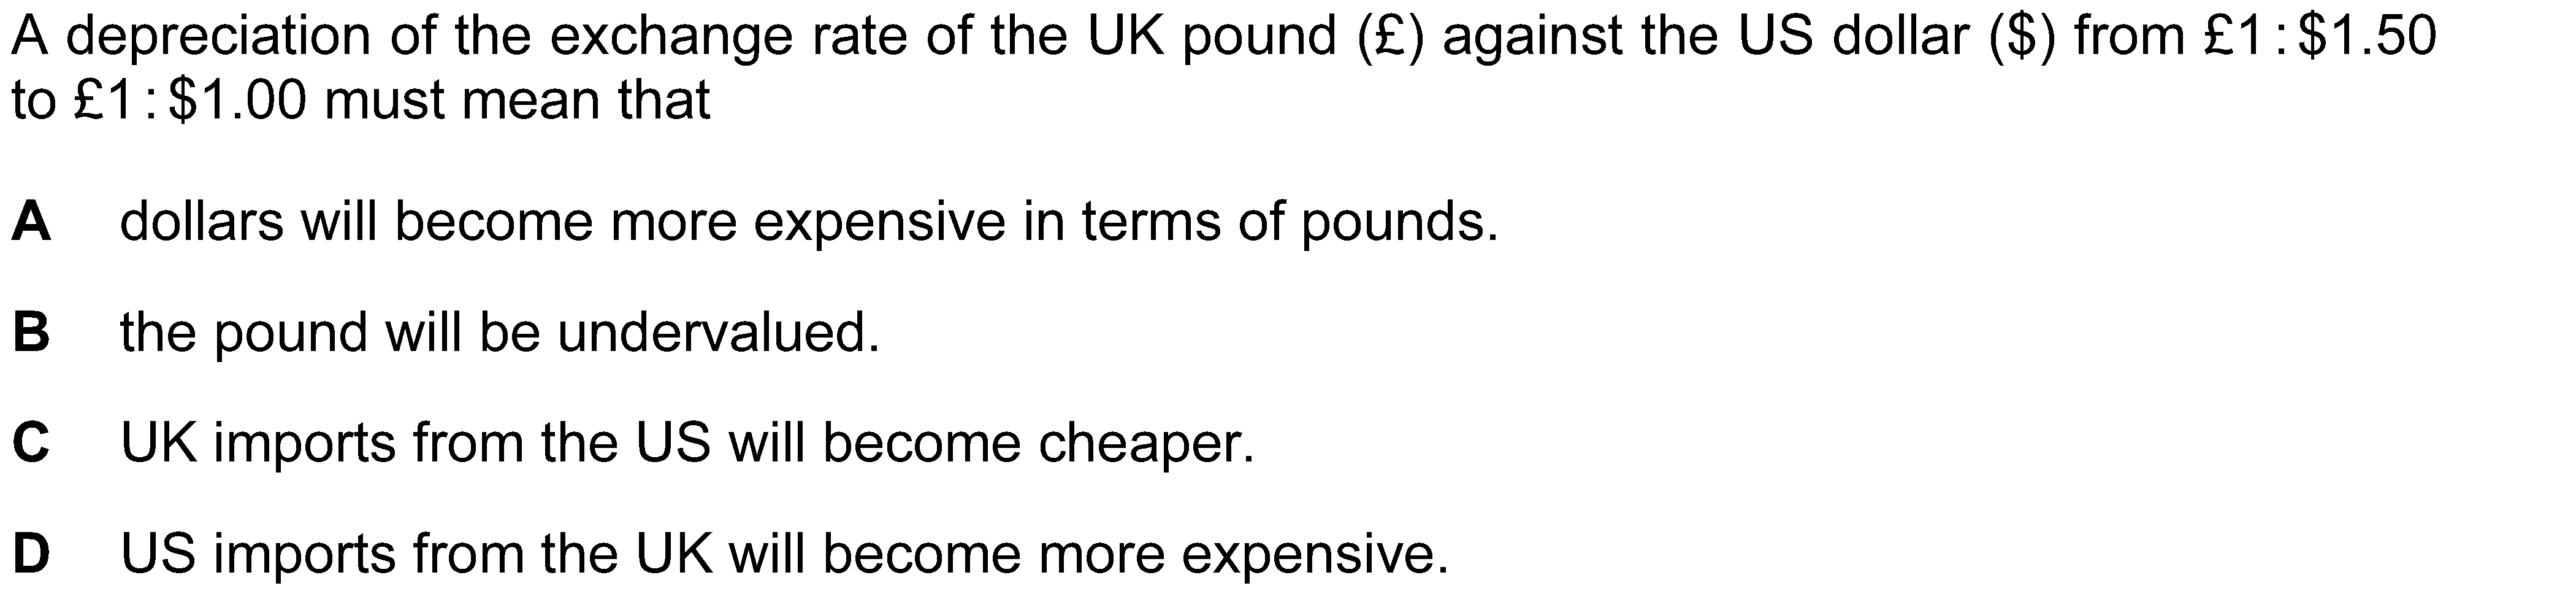 A depreciation of the exchange rate of the UK pound (£) against the US dollar ($) from £1 : $1.50
to £1 : $1.00 must mean that
A dollars will become more expensive in terms of pounds.
B the pound will be undervalued.
C UK imports from the US will become cheaper.
D US imports from the UK will become more expensive.